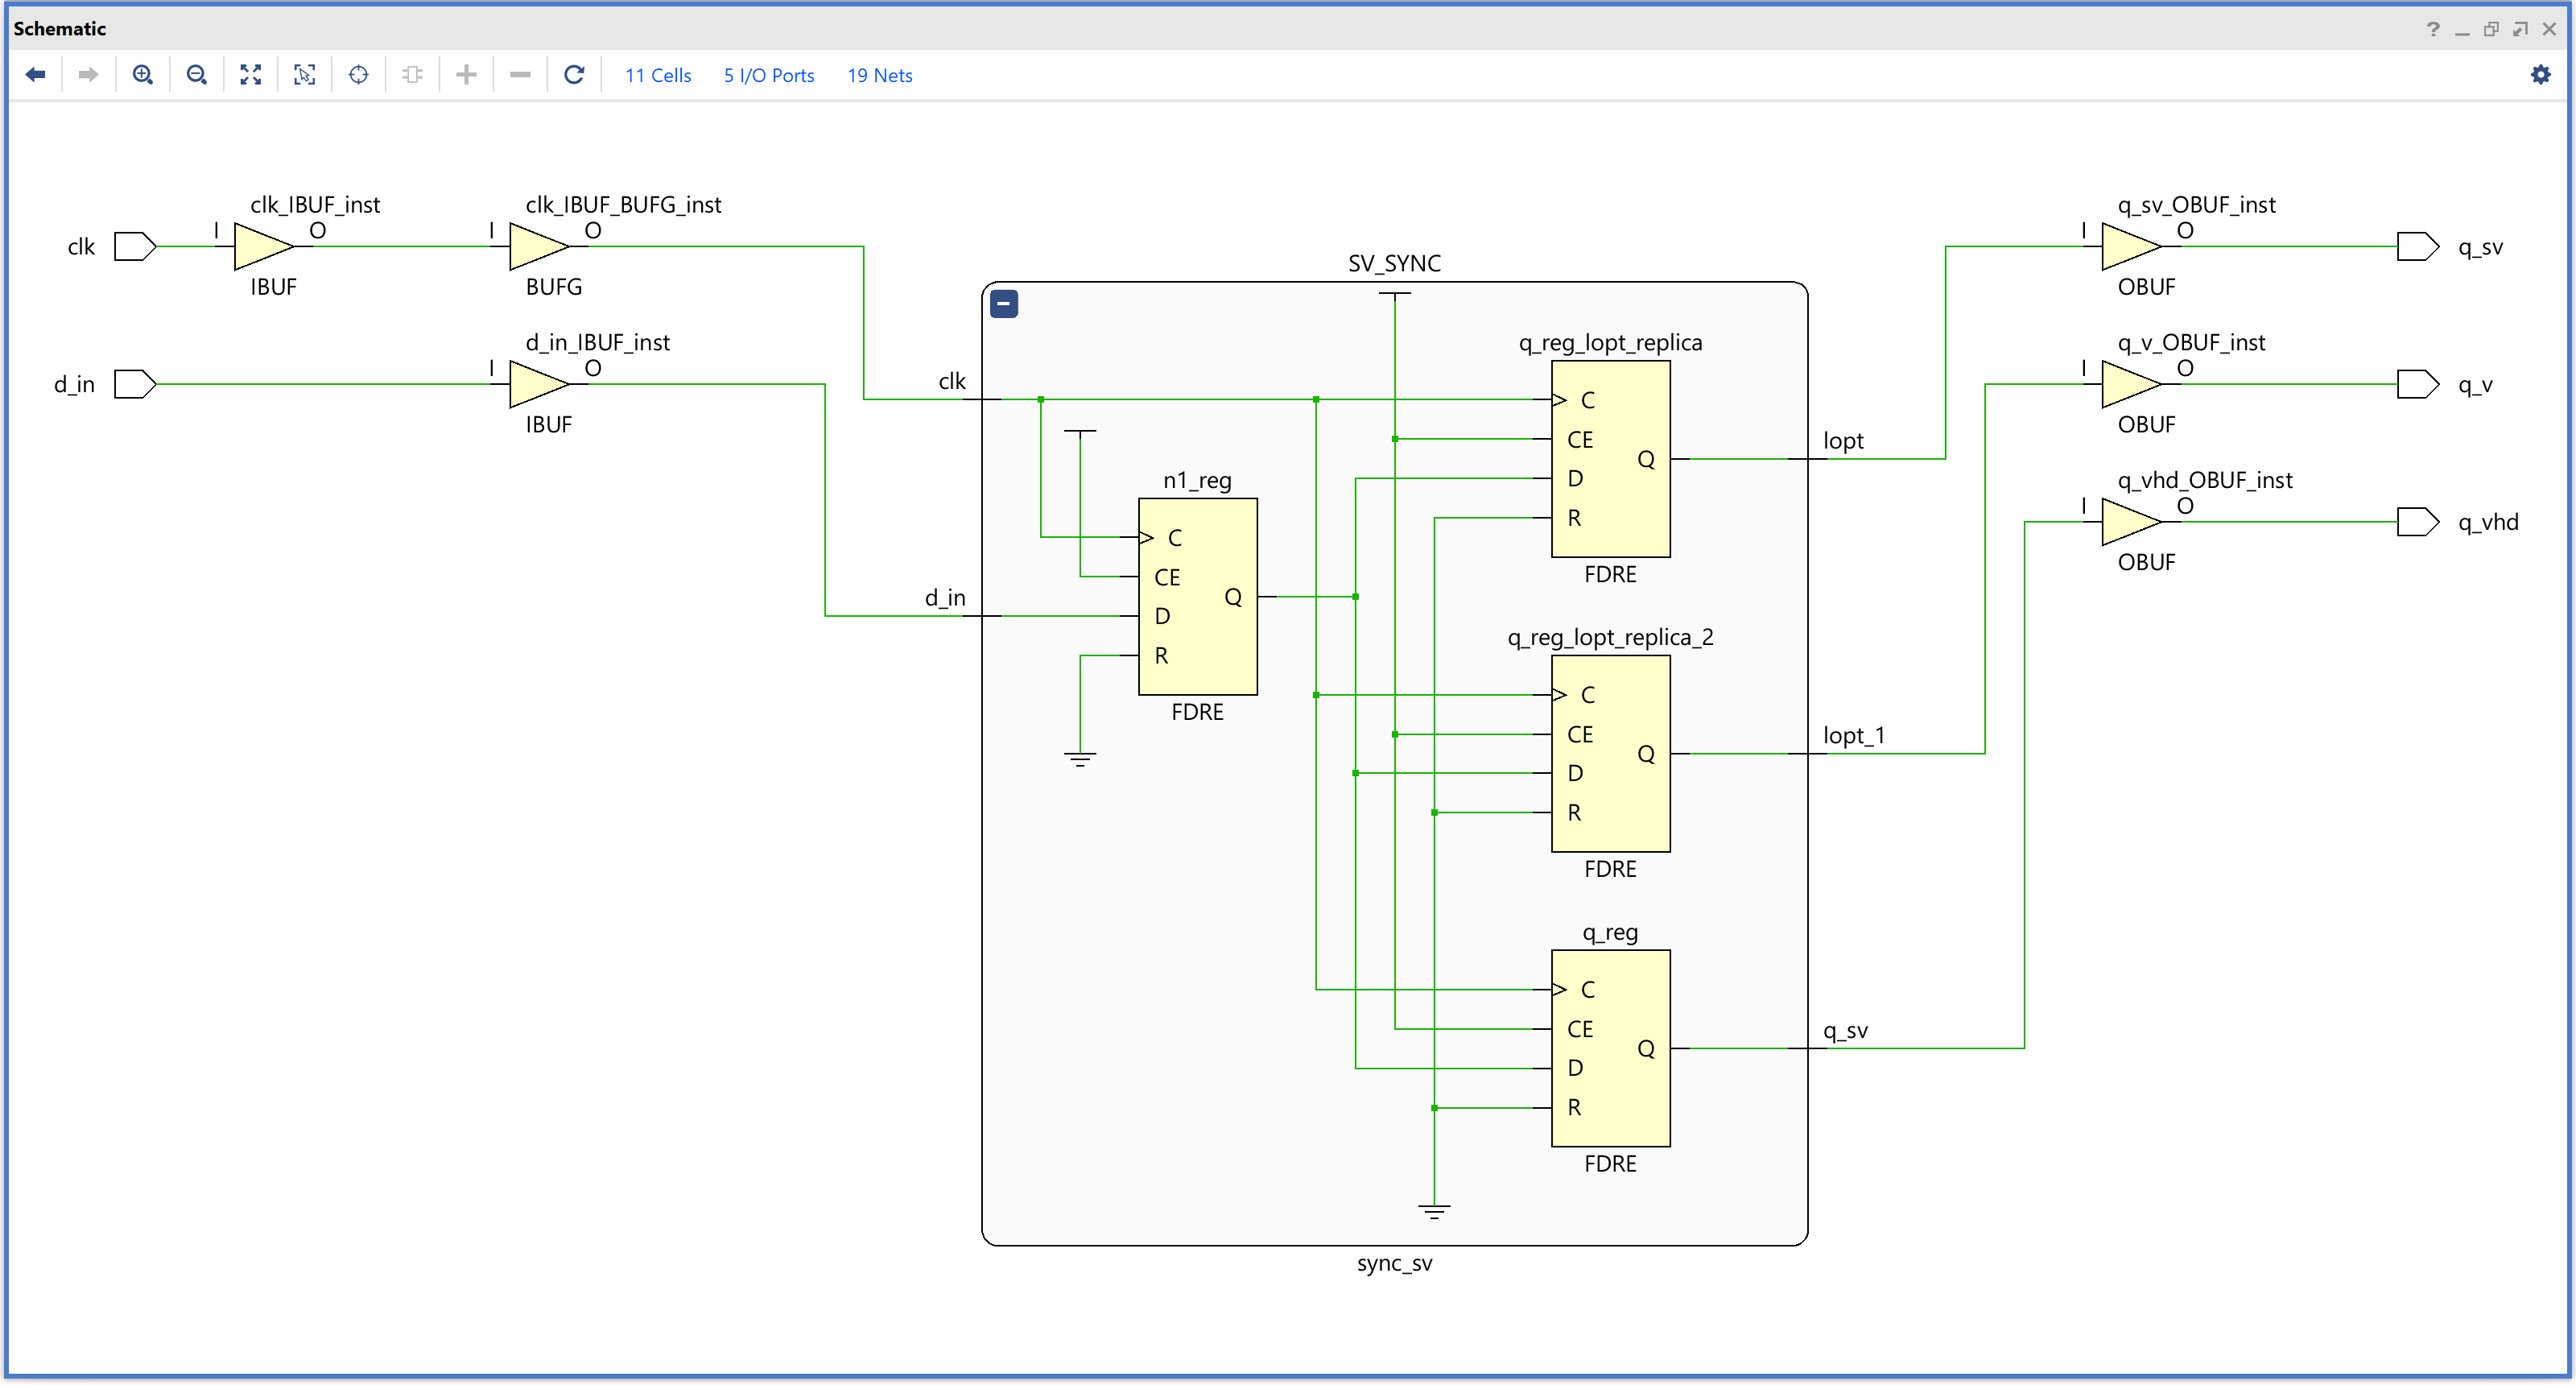 Schematic
11 Cells 5 I/O Ports 19 Nets
clk
I
clk_IBUF_inst
O
IBUF
I
clk_IBUF_BUFG_inst
O
BUFG
d_in
I
d_in_IBUF_inst
O
IBUF
SV_SYNC
clk
d_in
n1_reg
C
CE
D
R
Q
FDRE
q_reg_lopt_replica
C
CE
D
R
Q
FDRE
q_reg_lopt_replica_2
C
CE
D
R
Q
FDRE
q_reg
C
CE
D
R
Q
FDRE
sync_sv
lopt
lopt_1
q_sv
I
q_sv_OBUF_inst
O
OBUF
q_sv
I
q_v_OBUF_inst
O
OBUF
q_v
I
q_vhd_OBUF_inst
O
OBUF
q_vhd